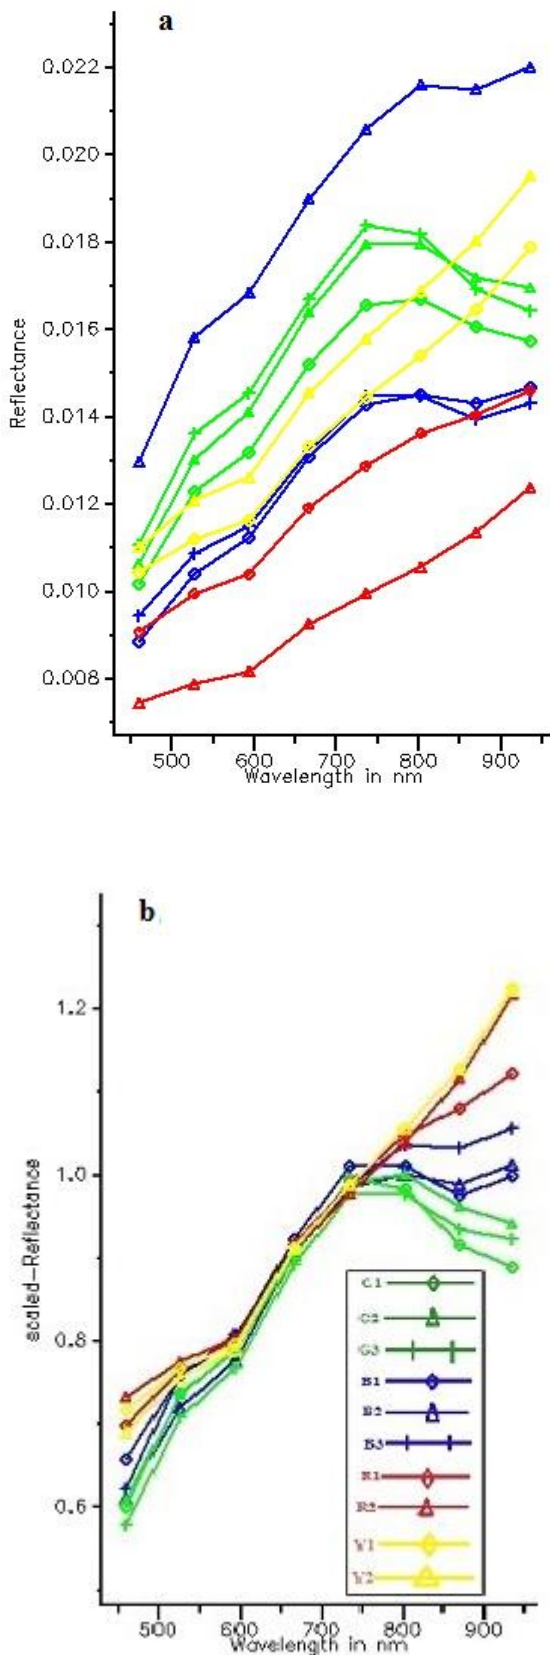 a
0.022
0.020
0.018
0.016
0.014
0.012
0.010
0.008
Reflectance
500 600 700 800 900
Wavelength in nm
b
1.2
1.0
0.8
0.6
scaled-Reflectance
G1
G2
G3
B1
B2
B3
R1
R2
Y1
Y2
500 600 700 800 900
Wavelength in nm